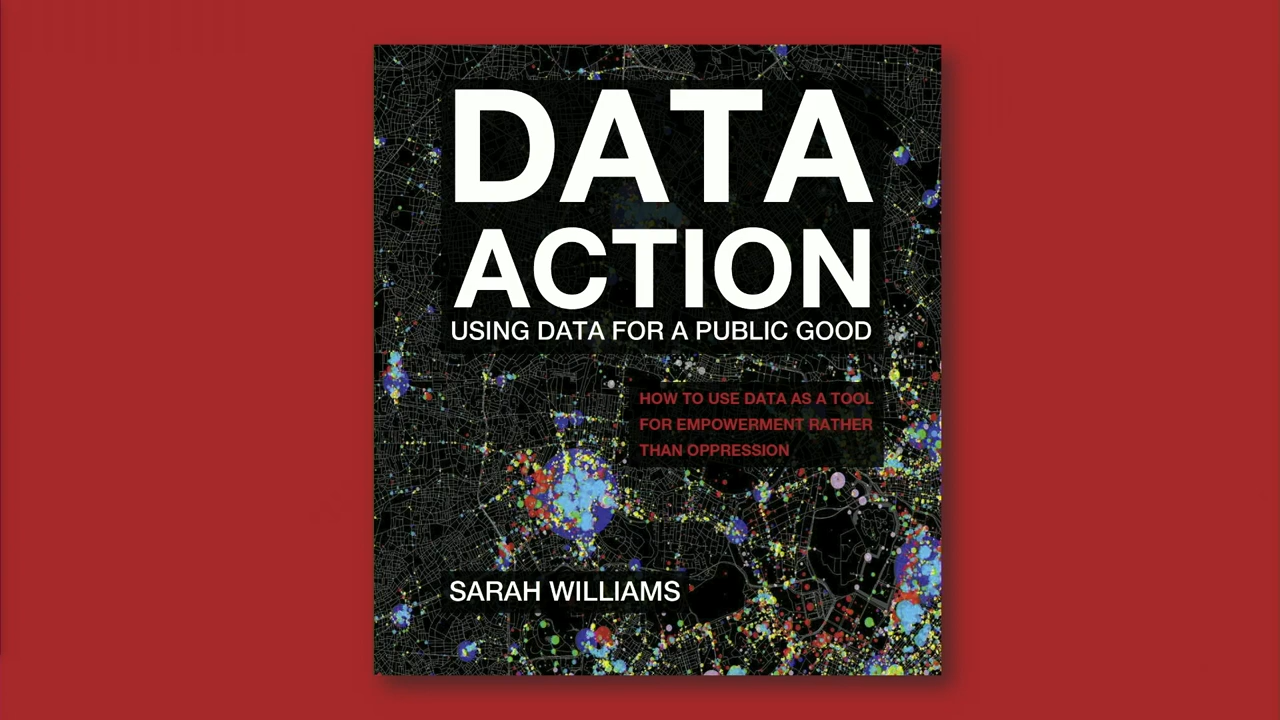 DATA
ACTION
USING DATA FOR A PUBLIC GOOD
HOW TO USE DATA AS A TOOL
FOR EMPOWERMENT RATHER
THAN OPPRESSION
SARAH WILLIAMS